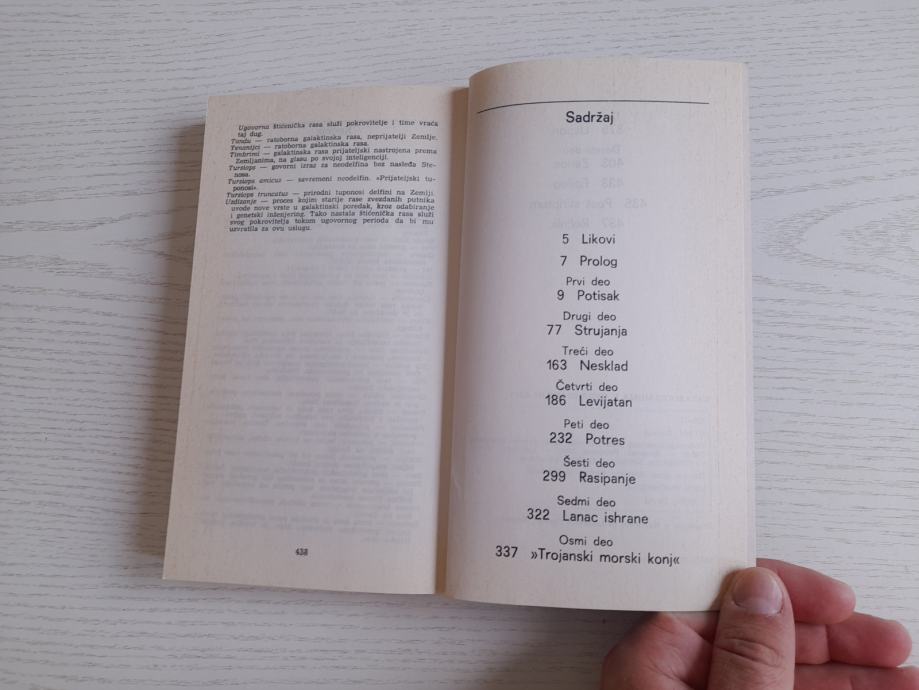 Ugovorna štićenička rasa služi pokrovitelje i time vraća
taj dug.
Tandu — ratoborna galaktinska rasa, neprijatelji Zemlje.
Tenanijci — ratoborna galaktinska rasa.
Timbrimi — galaktinska rasa prijateljski nastrojena prema
Zemljanima, na glasu po svojoj inteligenciji.
Tursiops — govorni izraz za neodelfina bez nasleđa Ste-
nosa.
Tursiops amicus — savremeni neodelfin. »Prijateljski tu-
ponosi«.
Tursiops truncatus — prirodni tuponosi delfini na Zemlji.
Uzdizanje — proces kojim starije rase zvezdanih putnika
uvode nove vrste u galaktinski poredak, kroz odabiranje
i genetski inženjering. Tako nastala štićenička rasa služi
svog pokrovitelja tokom ugovornog perioda da bi mu
uzvratila za ovu uslugu.
438
Sadržaj
5 Likovi
7 Prolog
Prvi deo
9 Potisak
Drugi deo
77 Strujanja
Treći deo
163 Nesklad
Četvrti deo
186 Levijatan
Peti deo
232 Potres
Šesti deo
299 Rasipanje
Sedmi deo
322 Lanac ishrane
Osmi deo
337 »Trojanski morski konj«